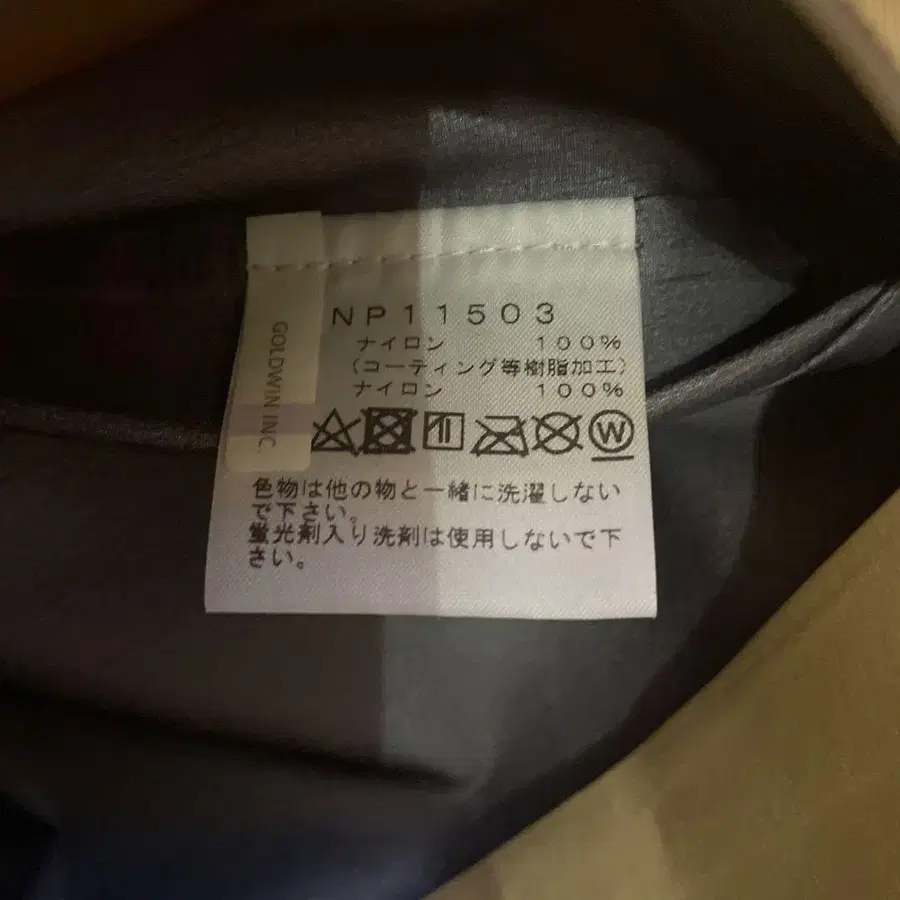 GOLDWIN INC.
NP11503
ナイロン 100%
(コーティング等樹脂加工)
ナイロン 100%
W
色物は他の物と一緒に洗濯しない
で下さい。
蛍光剤入り洗剤は使用しないで下
さい。